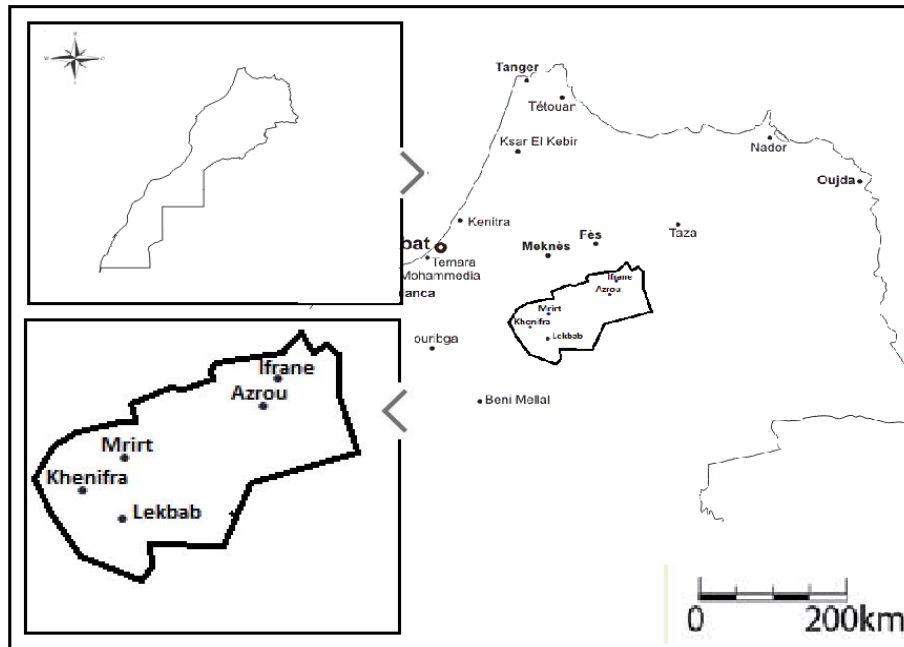 Tanger
Tétouan
Ksar El Kebir
Nador
Oujda
Kenitra
Fès
Taza
bat
Meknès
Temara
Mohammedia
anca
Ifrane
Azrou
Mrirt
Khenifra
Lekbab
ouribga
Beni Mellal
Ifrane
Azrou
Mrirt
Khenifra
Lekbab
0 200km